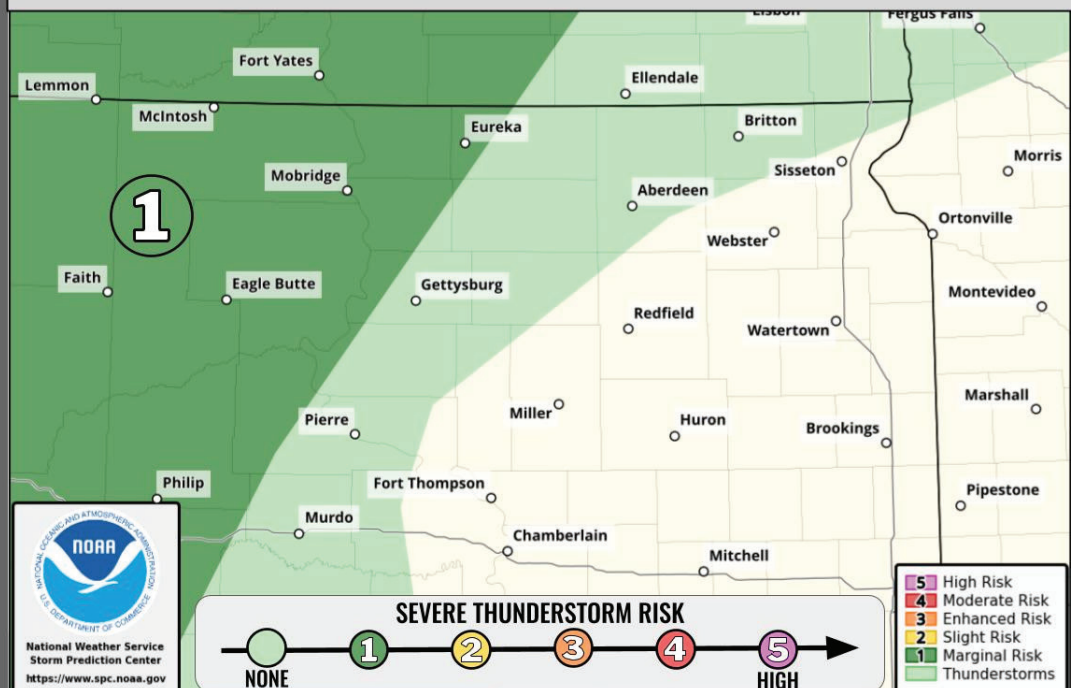 Lisbon
Fergus Falls
Fort Yates
Lemmon
Ellendale
McIntosh
Britton
Eureka
Morris
Sisseton
Mobridge
Aberdeen
1
Ortonville
Webster
Faith
Eagle Butte
Gettysburg
Montevideo
Redfield
Watertown
Marshall
Miller
Pierre
Huron
Brookings
Philip
Fort Thompson
Pipestone
Murdo
Chamberlain
Mitchell
NATIONAL OCEANIC AND ATMOSPHERIC ADMINISTRATION
NOAA
U.S. DEPARTMENT OF COMMERCE
National Weather Service
Storm Prediction Center
https://www.spc.noaa.gov
SEVERE THUNDERSTORM RISK
1 2 3 4 5
NONE HIGH
5 High Risk
4 Moderate Risk
3 Enhanced Risk
2 Slight Risk
1 Marginal Risk
Thunderstorms